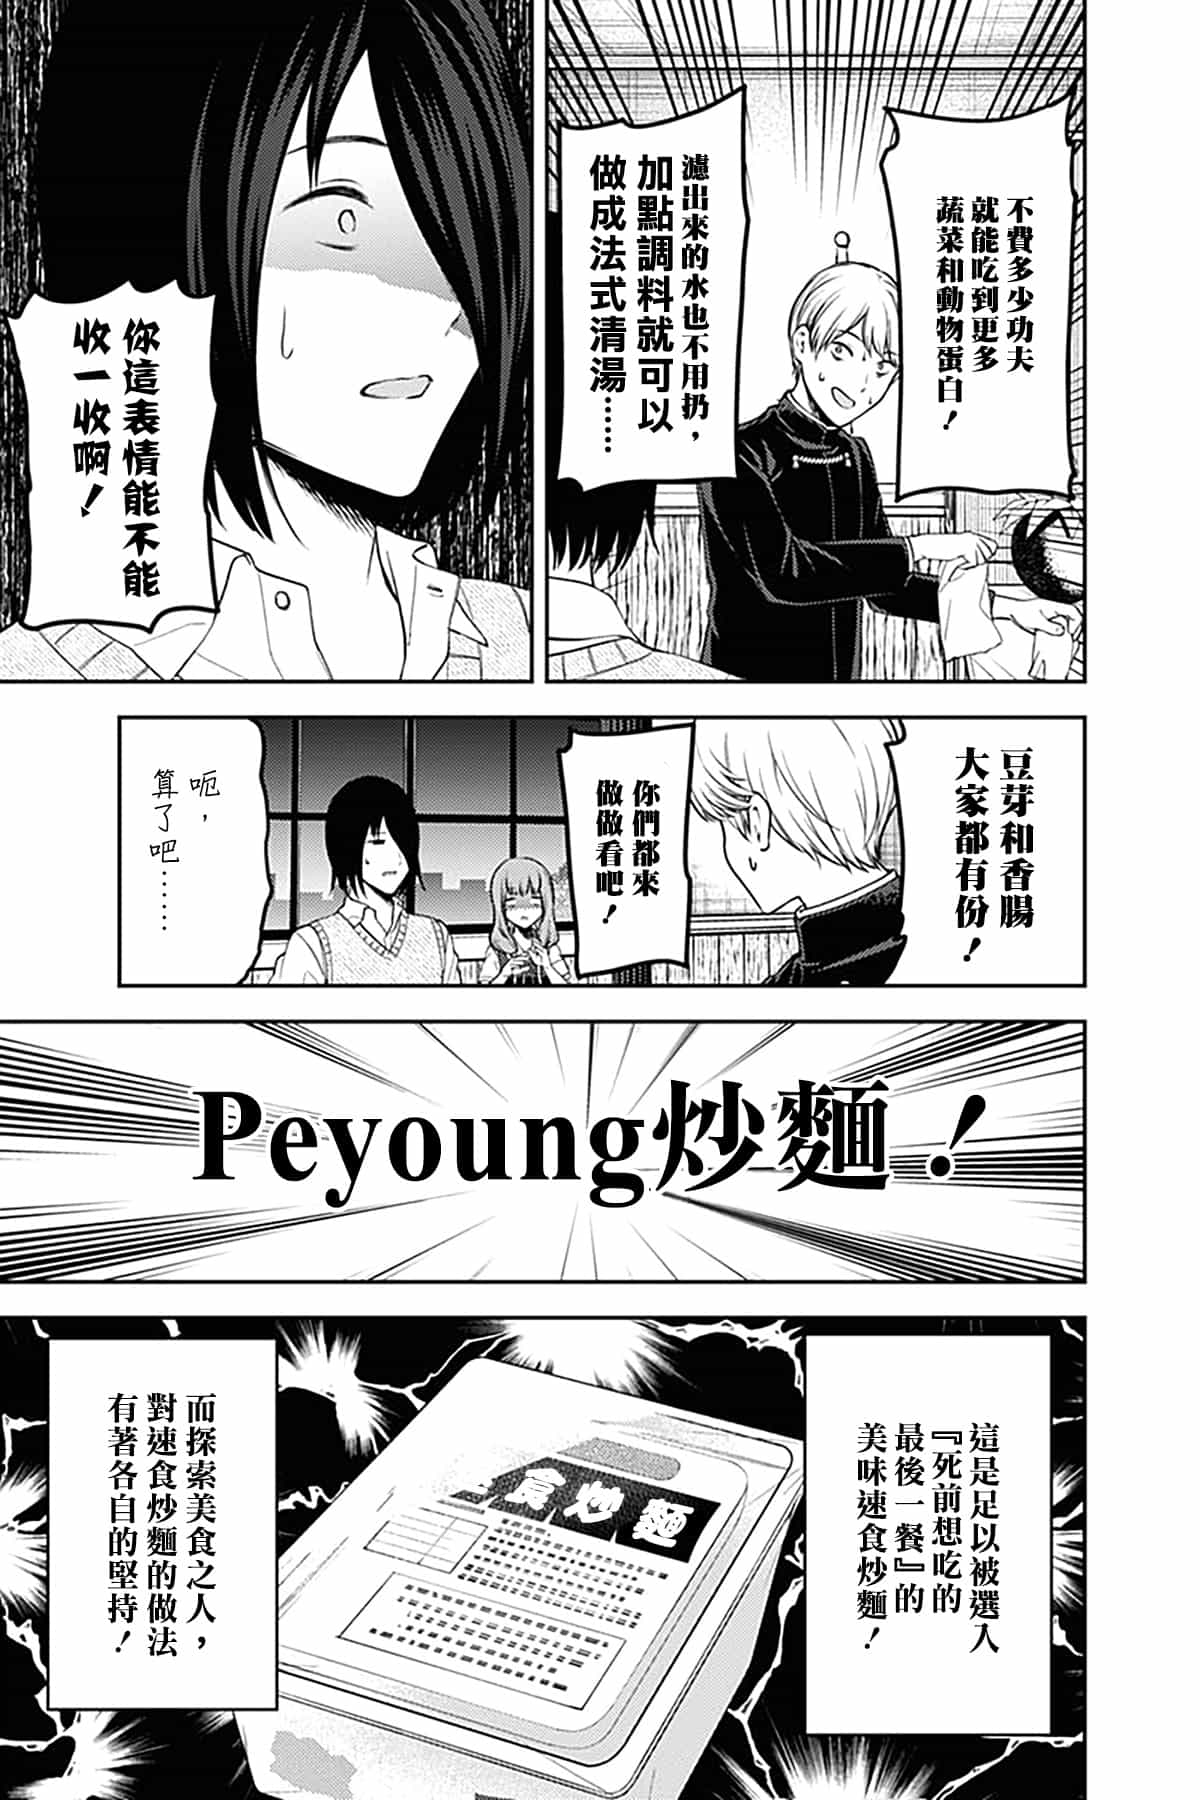 不費多少功夫
就能吃到更多
蔬菜和動物蛋白！
濾出來的水也不用扔，
加點調料就可以
做成法式清湯……
你這表情能不能
收一收啊！
豆芽和香腸
大家都有份！
你們都來
做做看吧！
呃，
算了吧……
Peyoung炒麵！
這是足以被選入
『死前想吃的
最後一餐』的
美味速食炒麵！
食炒麵
而探索美食之人，
對速食炒麵的做法
有著各自的堅持！